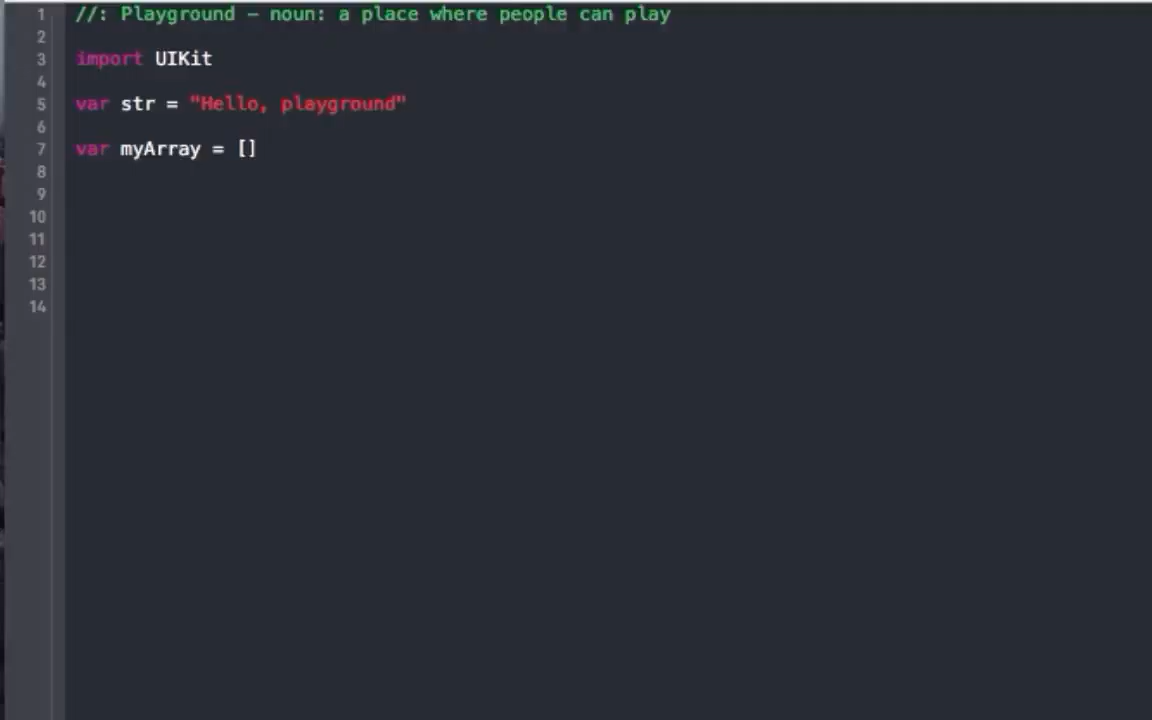 1 //: Playground – noun: a place where people can play
2
3 import UIKit
4
5 var str = "Hello, playground"
6
7 var myArray = []
8
9
10
11
12
13
14